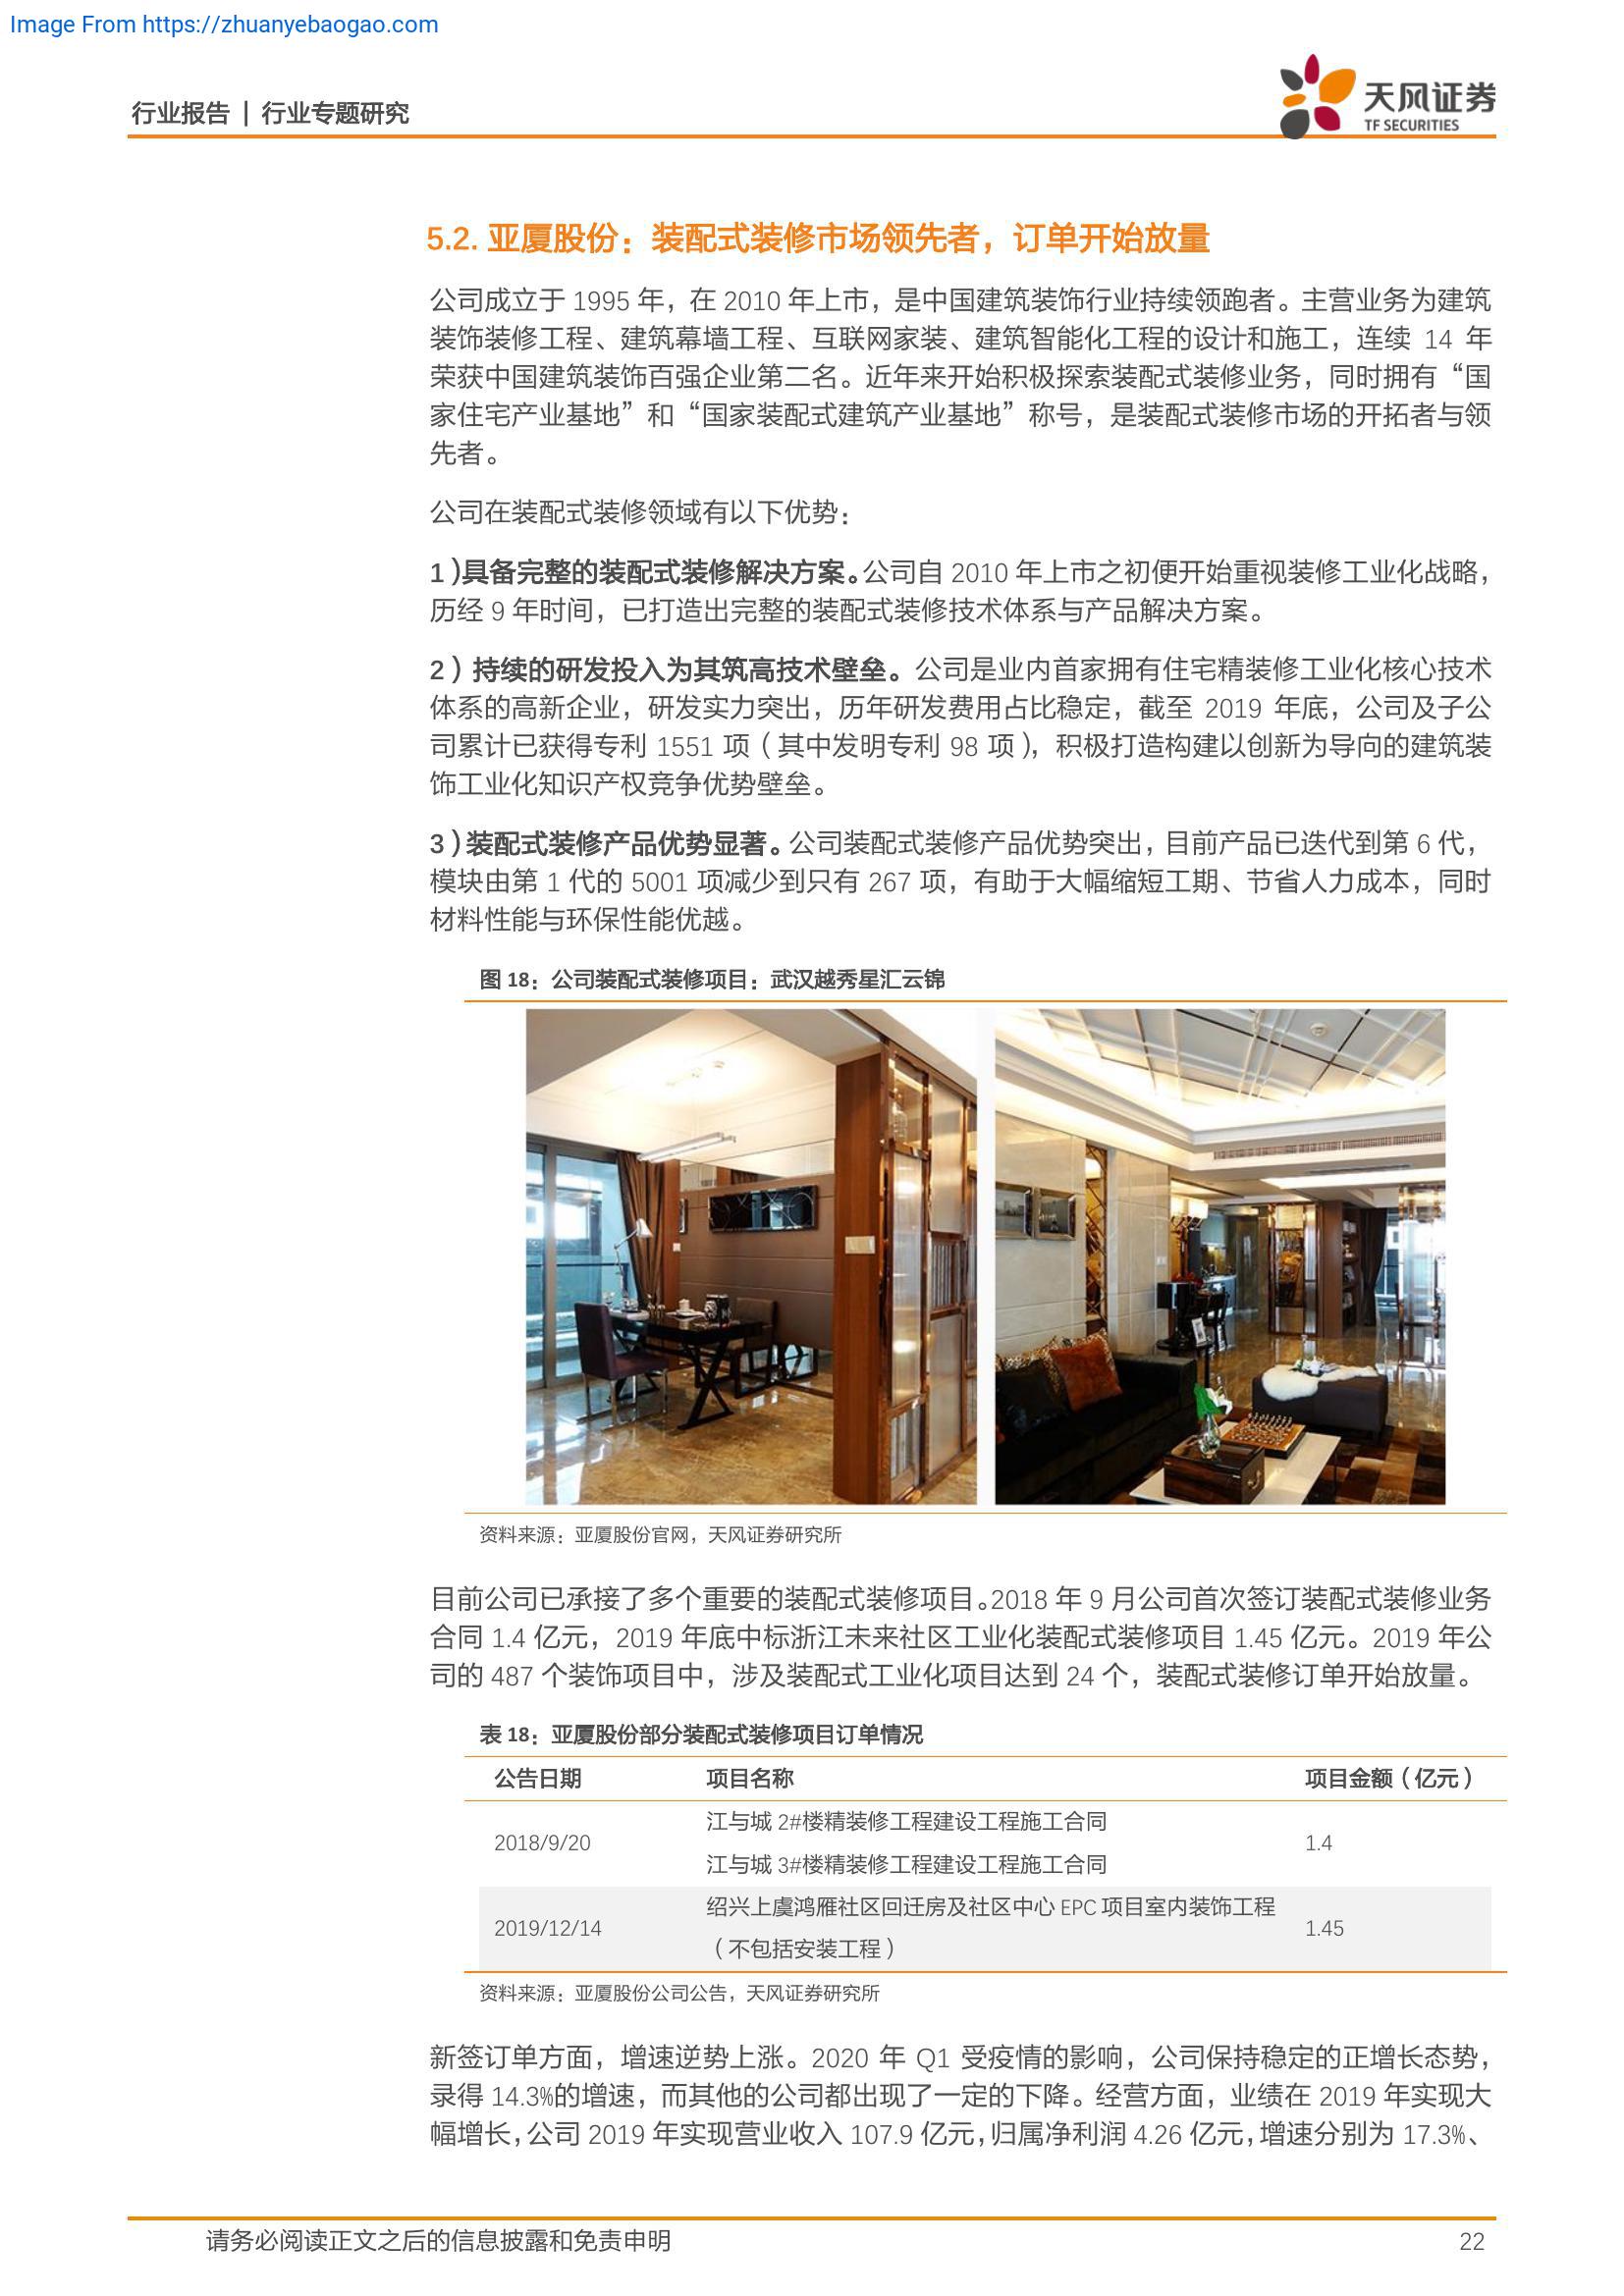 Image From https://zhuanyebaogao.com
行业报告 | 行业专题研究
天风证券
TF SECURITIES
5.2. 亚厦股份：装配式装修市场领先者，订单开始放量
公司成立于 1995 年，在 2010 年上市，是中国建筑装饰行业持续领跑者。主营业务为建筑
装饰装修工程、建筑幕墙工程、互联网家装、建筑智能化工程的设计和施工，连续 14 年
荣获中国建筑装饰百强企业第二名。近年来开始积极探索装配式装修业务，同时拥有“国
家住宅产业基地”和“国家装配式建筑产业基地”称号，是装配式装修市场的开拓者与领
先者。
公司在装配式装修领域有以下优势：
1）具备完整的装配式装修解决方案。公司自 2010 年上市之初便开始重视装修工业化战略，
历经 9 年时间，已打造出完整的装配式装修技术体系与产品解决方案。
2）持续的研发投入为其筑高技术壁垒。公司是业内首家拥有住宅精装修工业化核心技术
体系的高新企业，研发实力突出，历年研发费用占比稳定，截至 2019 年底，公司及子公
司累计已获得专利 1551 项（其中发明专利 98 项），积极打造构建以创新为导向的建筑装
饰工业化知识产权竞争优势壁垒。
3）装配式装修产品优势显著。公司装配式装修产品优势突出，目前产品已迭代到第 6 代，
模块由第 1 代的 5001 项减少到只有 267 项，有助于大幅缩短工期、节省人力成本，同时
材料性能与环保性能优越。
图 18：公司装配式装修项目：武汉越秀星汇云锦
资料来源：亚厦股份官网，天风证券研究所
目前公司已承接了多个重要的装配式装修项目。2018 年 9 月公司首次签订装配式装修业务
合同 1.4 亿元，2019 年底中标浙江未来社区工业化装配式装修项目 1.45 亿元。2019 年公
司的 487 个装饰项目中，涉及装配式工业化项目达到 24 个，装配式装修订单开始放量。
表 18：亚厦股份部分装配式装修项目订单情况
公告日期 项目名称 项目金额（亿元）
江与城 2#楼精装修工程建设工程施工合同
2018/9/20 1.4
江与城 3#楼精装修工程建设工程施工合同
绍兴上虞鸿雁社区回迁房及社区中心 EPC 项目室内装饰工程
2019/12/14 1.45
（不包括安装工程）
资料来源：亚厦股份公司公告，天风证券研究所
新签订单方面，增速逆势上涨。2020 年 Q1 受疫情的影响，公司保持稳定的正增长态势，
录得 14.3%的增速，而其他的公司都出现了一定的下降。经营方面，业绩在 2019 年实现大
幅增长，公司 2019 年实现营业收入 107.9 亿元，归属净利润 4.26 亿元，增速分别为 17.3%、
请务必阅读正文之后的信息披露和免责申明 22